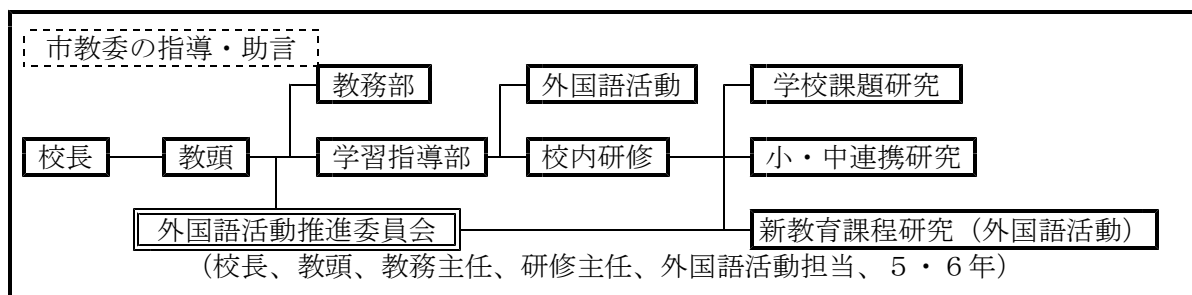 市教委の指導・助言
教務部 外国語活動 学校課題研究
校長 教頭 学習指導部 校内研修 小・中連携研究
外国語活動推進委員会 新教育課程研究（外国語活動）
（校長、教頭、教務主任、研修主任、外国語活動担当、５・６年）